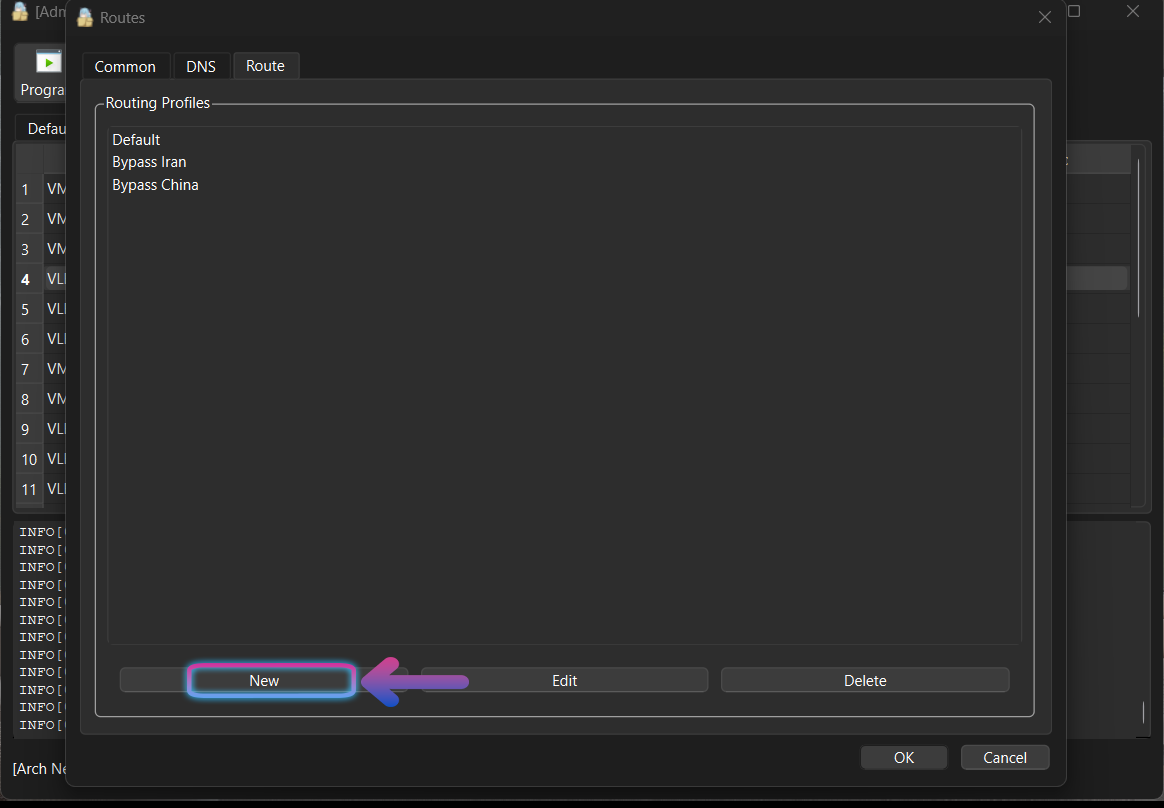 [Adm
Routes
Common
DNS
Route
Progra
Defau
Routing Profiles
Default
Bypass Iran
Bypass China
1 VM
2 VM
3 VM
4 VL
5 VL
6 VL
7 VM
8 VM
9 VL
10 VL
11 VL
INFO[
INFO[
INFO[
INFO[
INFO[
INFO[
INFO[
INFO[
INFO[
INFO[
INFO[
INFO[
New
Edit
Delete
OK
Cancel
[Arch Ne